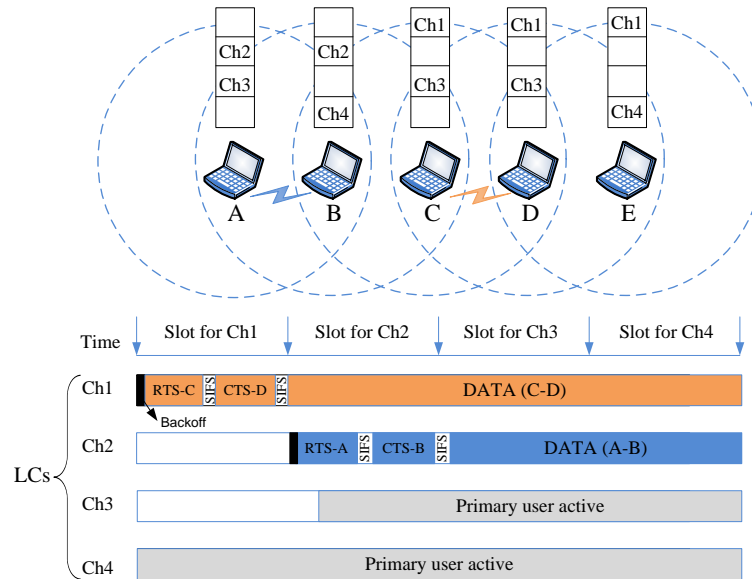 Ch1 Ch1
Ch2 Ch2
Ch3 Ch3 Ch3
Ch4 Ch4
A B C D E
Time Slot for Ch1 Slot for Ch2 Slot for Ch3 Slot for Ch4
Ch1 RTS-C SIFS CTS-D SIFS DATA (C-D)
Backoff
Ch2 RTS-A SIFS CTS-B SIFS DATA (A-B)
LCs
Ch3 Primary user active
Ch4 Primary user active